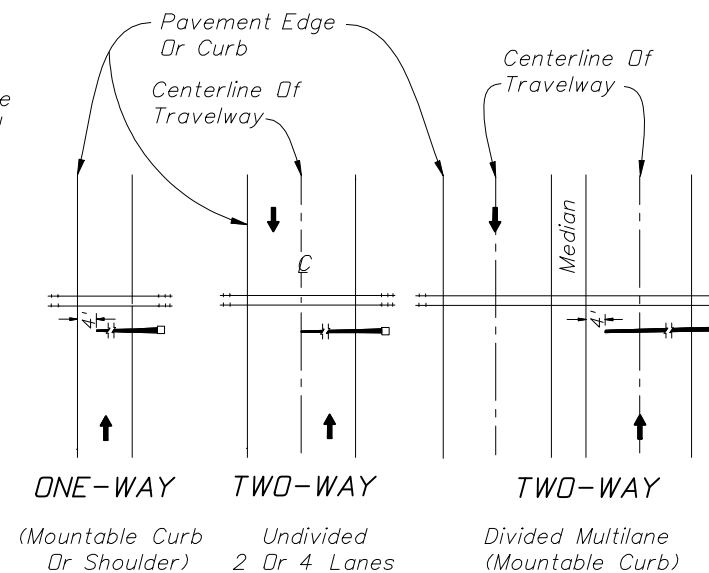 Pavement Edge
Or Curb
Centerline Of
Travelway
Centerline Of
Travelway
e
Median
℄
4'
4'
ONE-WAY
(Mountable Curb
Or Shoulder)
TWO-WAY
Undivided
2 Or 4 Lanes
TWO-WAY
Divided Multilane
(Mountable Curb)